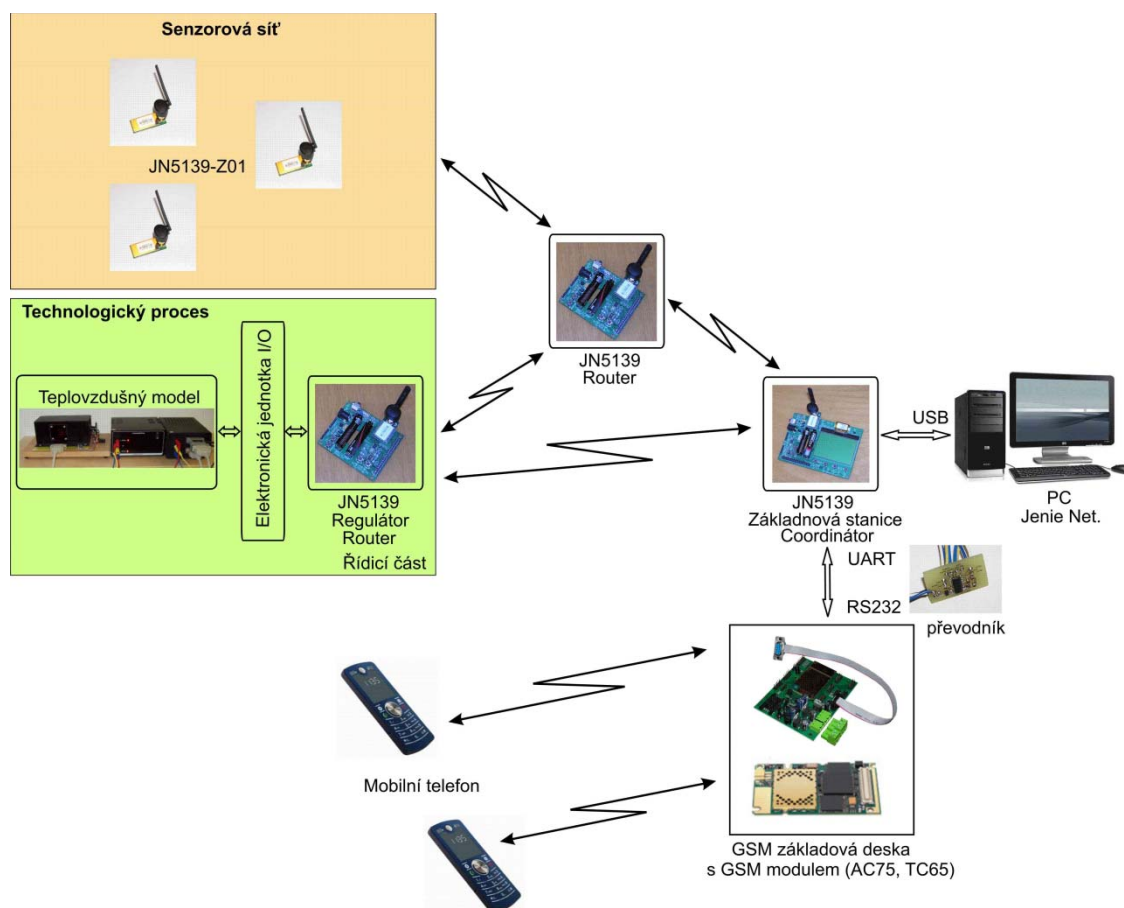 Senzorová síť
JN5139-Z01
Technologický proces
Teplovzdušný model
Elektronická jednotka I/O
JN5139
Regulátor
Router
Řídicí část
JN5139
Router
JN5139
Základnová stanice
Coordinátor
USB
PC
Jenie Net.
UART
RS232
převodník
Mobilní telefon
GSM základová deska
s GSM modulem (AC75, TC65)